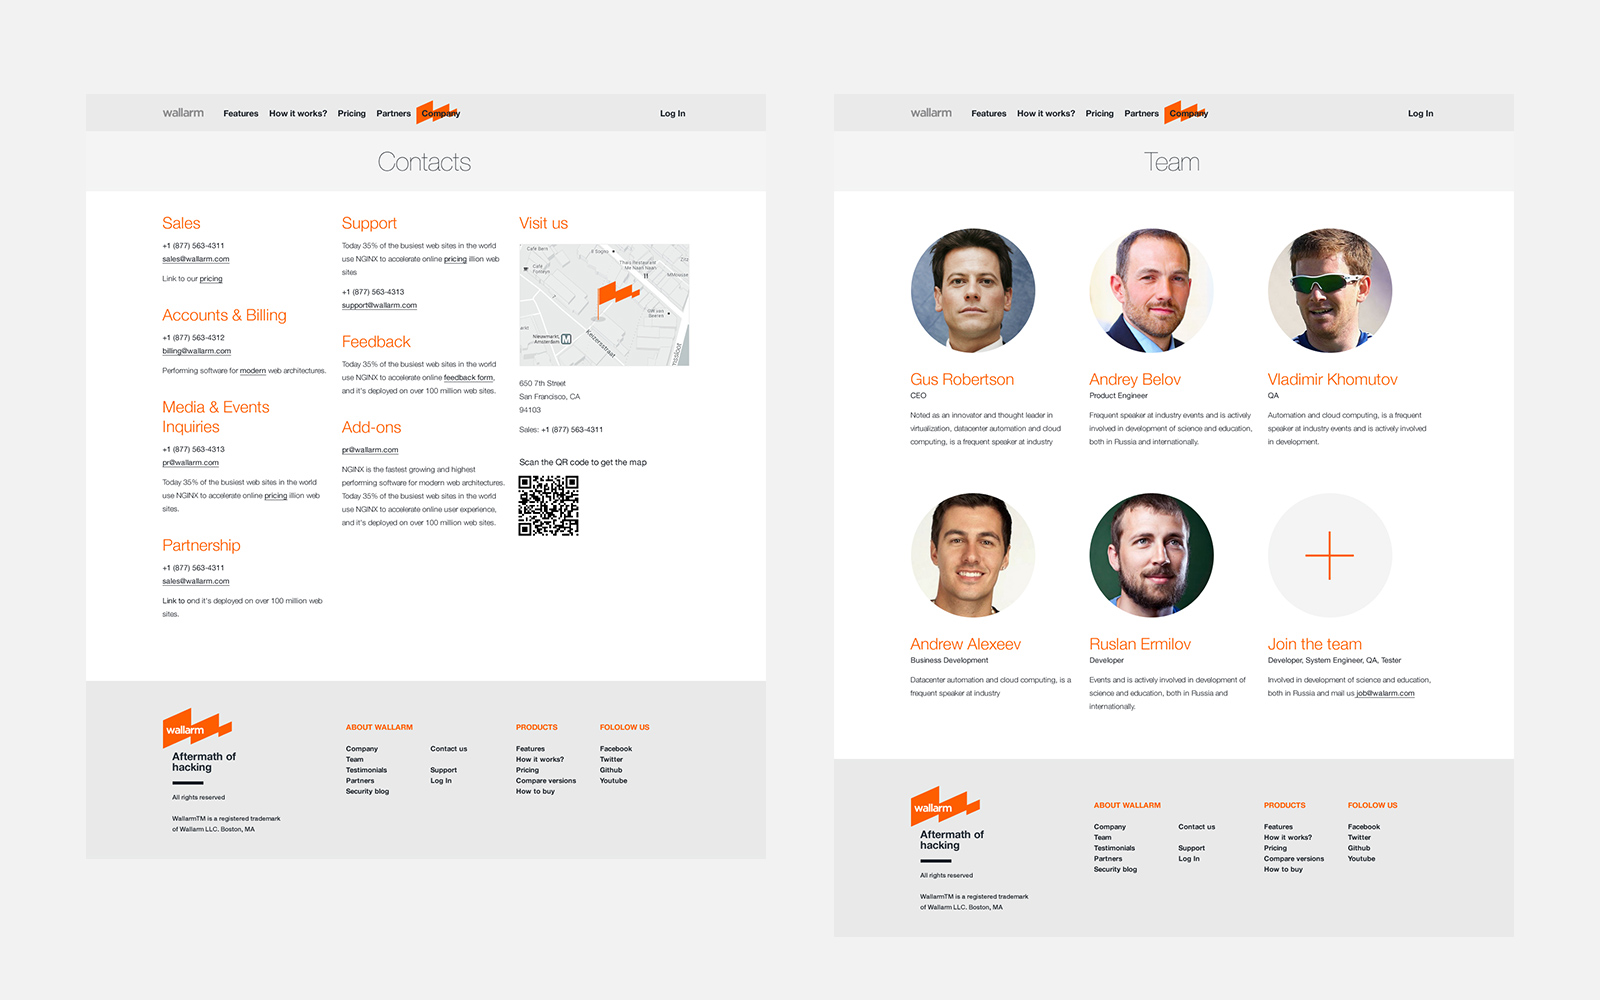 wallarm Features How it works? Pricing Partners Company Log In
Contacts
Sales
+1 (877) 563-4311
sales@wallarm.com
Link to our pricing
Accounts & Billing
+1 (877) 563-4312
billing@wallarm.com
Performing software for modern web architectures.
Media & Events
Inquiries
+1 (877) 563-4313
pr@wallarm.com
Today 35% of the busiest web sites in the world
use NGINX to accelerate online pricing illion web
sites.
Partnership
+1 (877) 563-4311
sales@wallarm.com
Link to ond it's deployed on over 100 million web
sites.
Support
Today 35% of the busiest web sites in the world
use NGINX to accelerate online pricing illion web
sites
+1 (877) 563-4313
support@wallarm.com
Feedback
Today 35% of the busiest web sites in the world
use NGINX to accelerate online feedback form,
and it's deployed on over 100 million web sites.
Add-ons
pr@wallarm.com
NGINX is the fastest growing and highest
performing software for modern web architectures.
Today 35% of the busiest web sites in the world
use NGINX to accelerate online user experience,
and it's deployed on over 100 million web sites.
Visit us
Café Bern
Café
Fonteyn
Thais Restaurant
Me Naam Naan
Gift van
Beieren
Nieuwmarkt,
Amsterdam
M
Keizersstraat
650 7th Street
San Francisco, CA
94103
Sales: +1 (877) 563-4311
Scan the QR code to get the map
wallarm
Aftermath of
hacking
All rights reserved
WallarmTM is a registered trademark
of Wallarm LLC. Boston, MA
ABOUT WALLARM
Company
Team
Testimonials
Partners
Security blog
Contact us
Support
Log In
PRODUCTS
Features
How it works?
Pricing
Compare versions
How to buy
FOLOLOW US
Facebook
Twitter
Github
Youtube
wallarm Features How it works? Pricing Partners Company Log In
Team
Gus Robertson
CEO
Noted as an innovator and thought leader in
virtualization, datacenter automation and cloud
computing, is a frequent speaker at industry
Andrey Belov
Product Engineer
Frequent speaker at industry events and is actively
involved in development of science and education,
both in Russia and internationally.
Vladimir Khomutov
QA
Automation and cloud computing, is a frequent
speaker at industry events and is actively involved
in development.
Andrew Alexeev
Business Development
Datacenter automation and cloud computing, is a
frequent speaker at industry
Ruslan Ermilov
Developer
Events and is actively involved in development of
science and education, both in Russia and
internationally.
Join the team
Developer, System Engineer, QA, Tester
Involved in development of science and education,
both in Russia and mail us job@walarm.com
wallarm
Aftermath of
hacking
All rights reserved
WallarmTM is a registered trademark
of Wallarm LLC. Boston, MA
ABOUT WALLARM
Company
Team
Testimonials
Partners
Security blog
Contact us
Support
Log In
PRODUCTS
Features
How it works?
Pricing
Compare versions
How to buy
FOLOLOW US
Facebook
Twitter
Github
Youtube